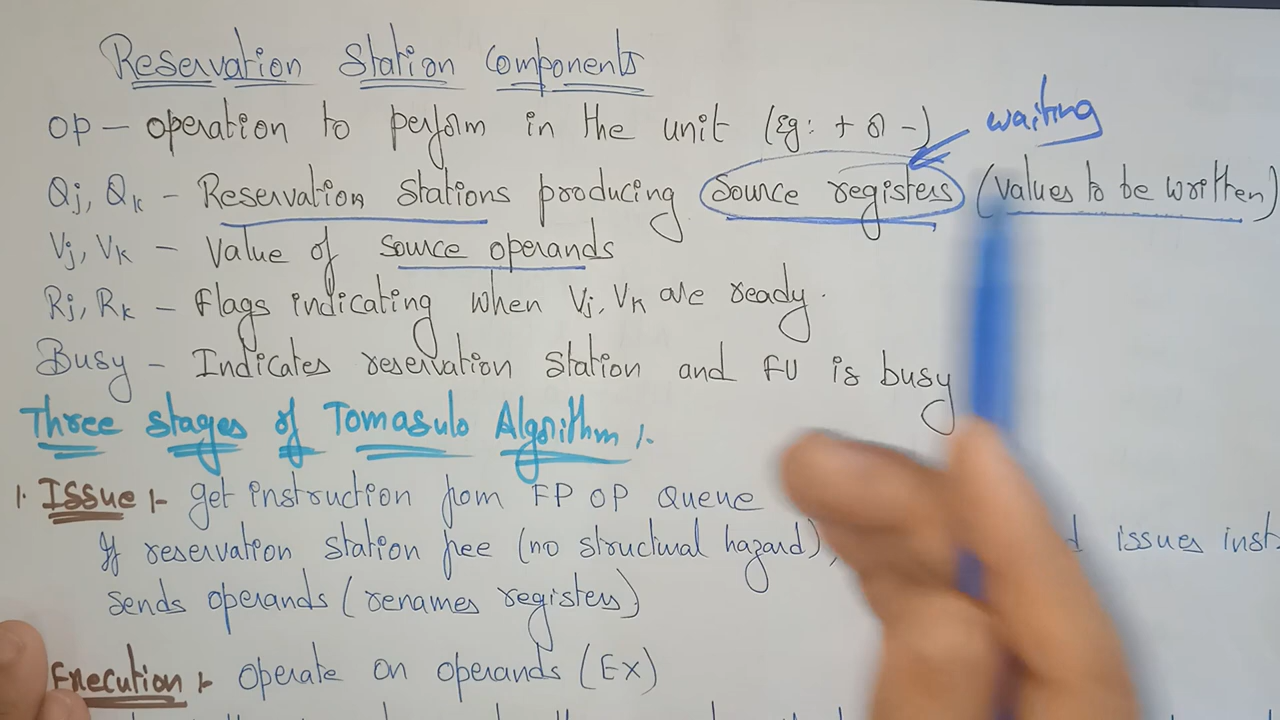 Reservation Station Components
OP – operation to perform in the unit (Eg: + or -)
waiting
Qj, Qk - Reservation stations producing source registers (values to be written)
Vj, Vk – Value of source operands
Rj, Rk – Flags indicating when Vj, Vk are ready.
Busy – Indicates reservation station and FU is busy
Three stages of Tomasulo Algorithm :-
1. Issue :- get instruction from FP OP Queue
If reservation station free (no structural hazard), issues inst
sends operands (renames registers)
Execution :- Operate on operands (EX)